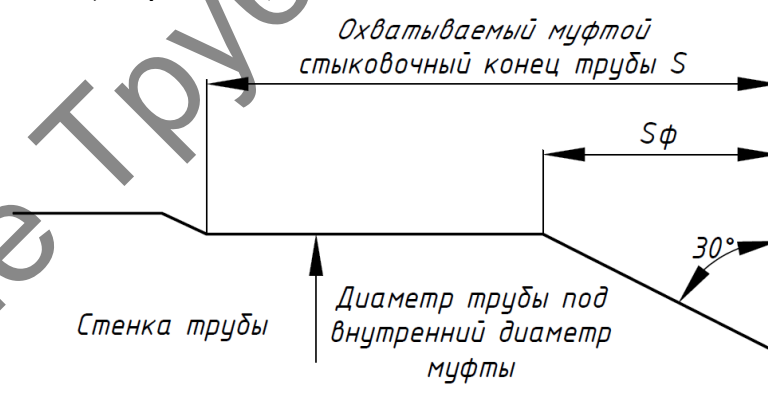 Охватываемый муфтой
стыковочный конец трубы S
Sф
30°
Стенка трубы
Диаметр трубы под
внутренний диаметр
муфты